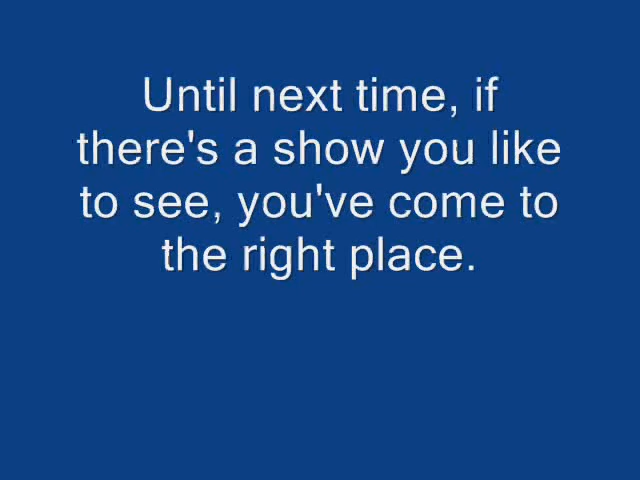 Until next time, if
there's a show you like
to see, you've come to
the right place.